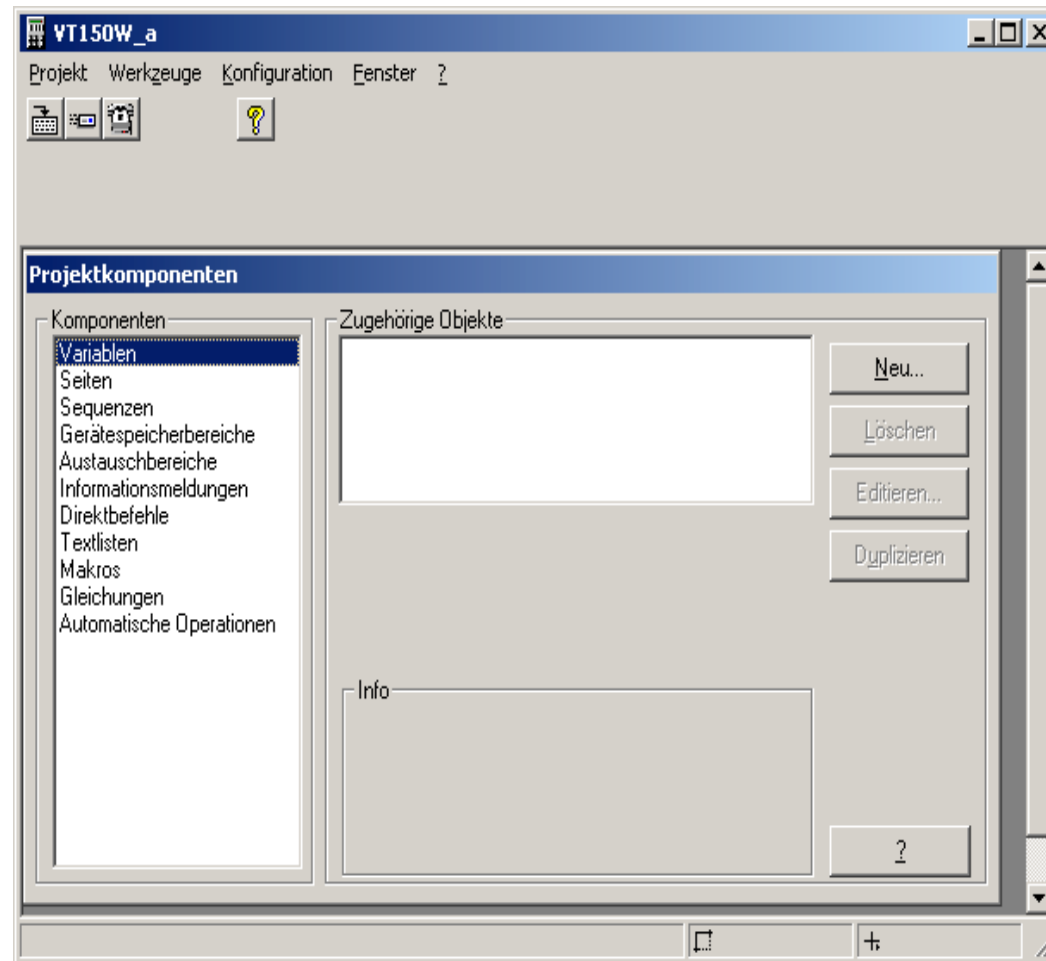 VT150W_a
Projekt Werkzeuge Konfiguration Fenster ?
Projektkomponenten
Komponenten
Variablen
Seiten
Sequenzen
Gerätespeicherbereiche
Austauschbereiche
Informationsmeldungen
Direktbefehle
Textlisten
Makros
Gleichungen
Automatische Operationen
Zugehörige Objekte
Neu...
Löschen
Editieren...
Duplizieren
Info
?